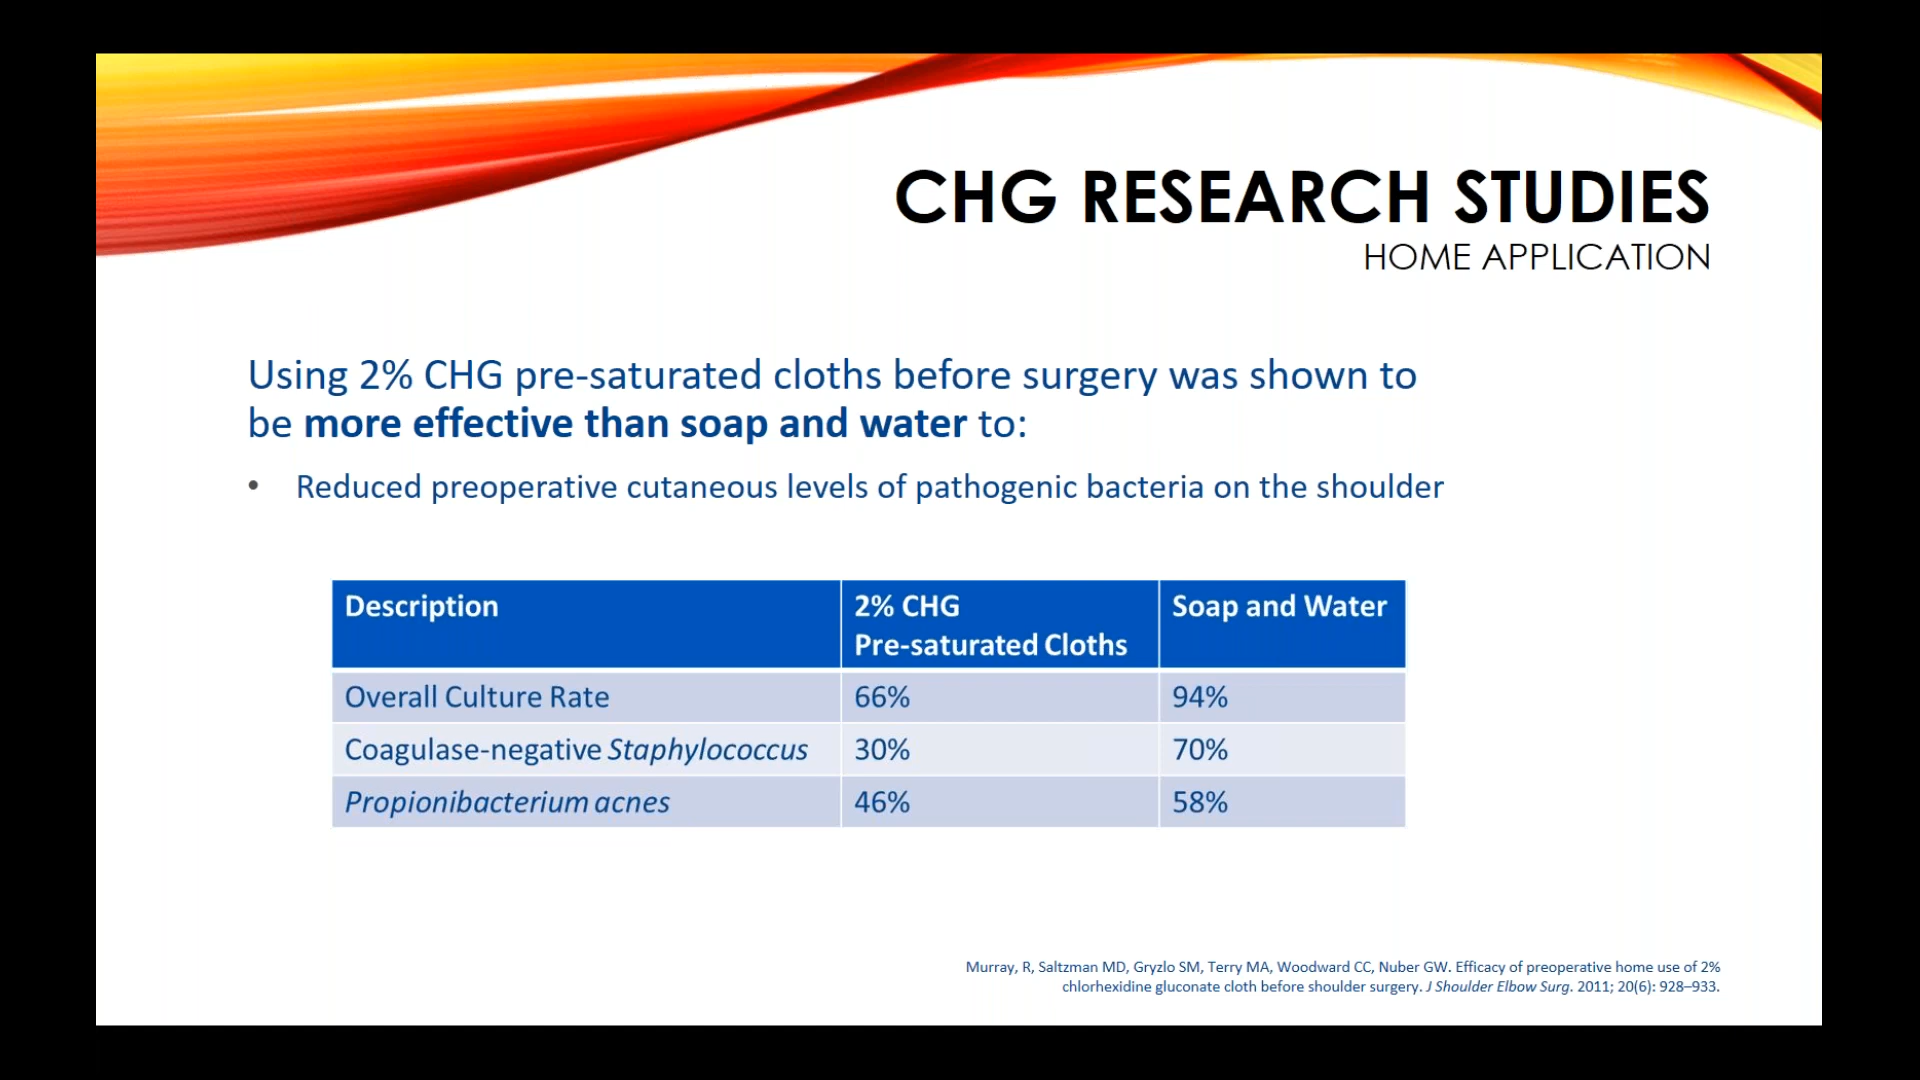 CHG RESEARCH STUDIES
HOME APPLICATION
Using 2% CHG pre-saturated cloths before surgery was shown to
be more effective than soap and water to:
• Reduced preoperative cutaneous levels of pathogenic bacteria on the shoulder
Description 2% CHG Pre-saturated Cloths Soap and Water
Overall Culture Rate 66% 94%
Coagulase-negative Staphylococcus 30% 70%
Propionibacterium acnes 46% 58%
Murray, R, Saltzman MD, Gryzlo SM, Terry MA, Woodward CC, Nuber GW. Efficacy of preoperative home use of 2%
chlorhexidine gluconate cloth before shoulder surgery. J Shoulder Elbow Surg. 2011; 20(6): 928–933.